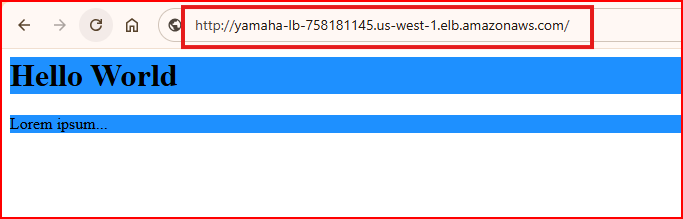 http://yamaha-lb-758181145.us-west-1.elb.amazonaws.com/
Hello World
Lorem ipsum...